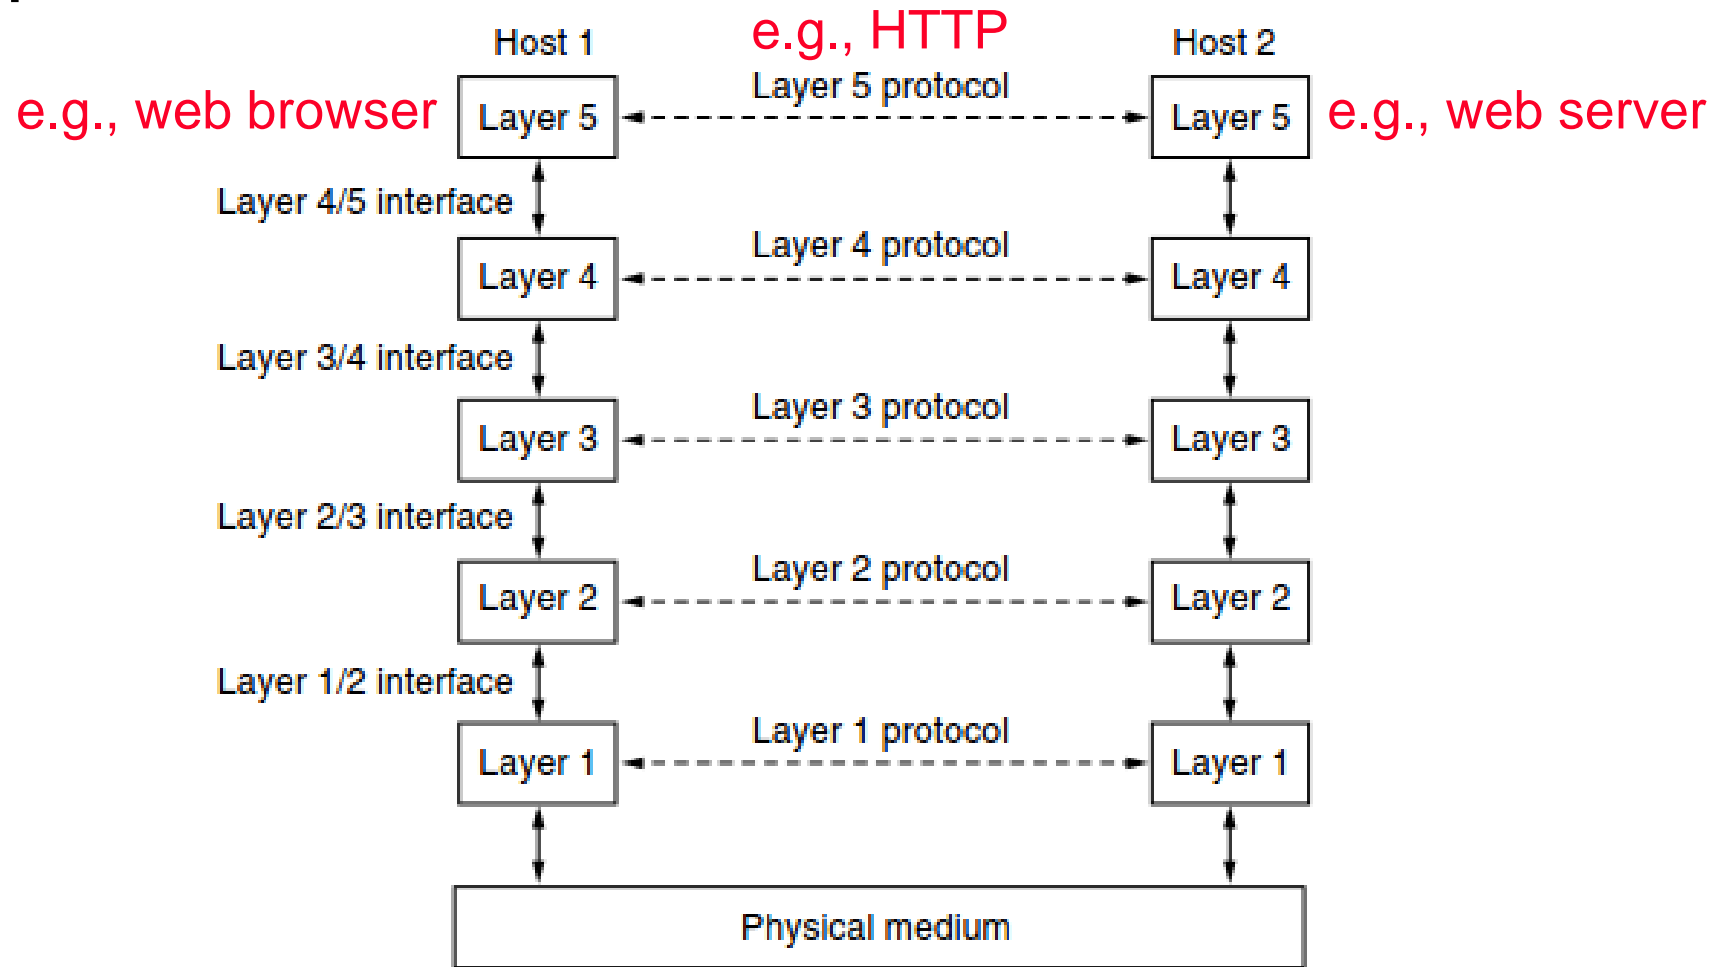 e.g., HTTP
Host 1
Host 2
Layer 5 protocol
e.g., web browser
Layer 5
Layer 5
e.g., web server
Layer 4/5 interface
Layer 4 protocol
Layer 4
Layer 4
Layer 3/4 interface
Layer 3 protocol
Layer 3
Layer 3
Layer 2/3 interface
Layer 2 protocol
Layer 2
Layer 2
Layer 1/2 interface
Layer 1 protocol
Layer 1
Layer 1
Physical medium